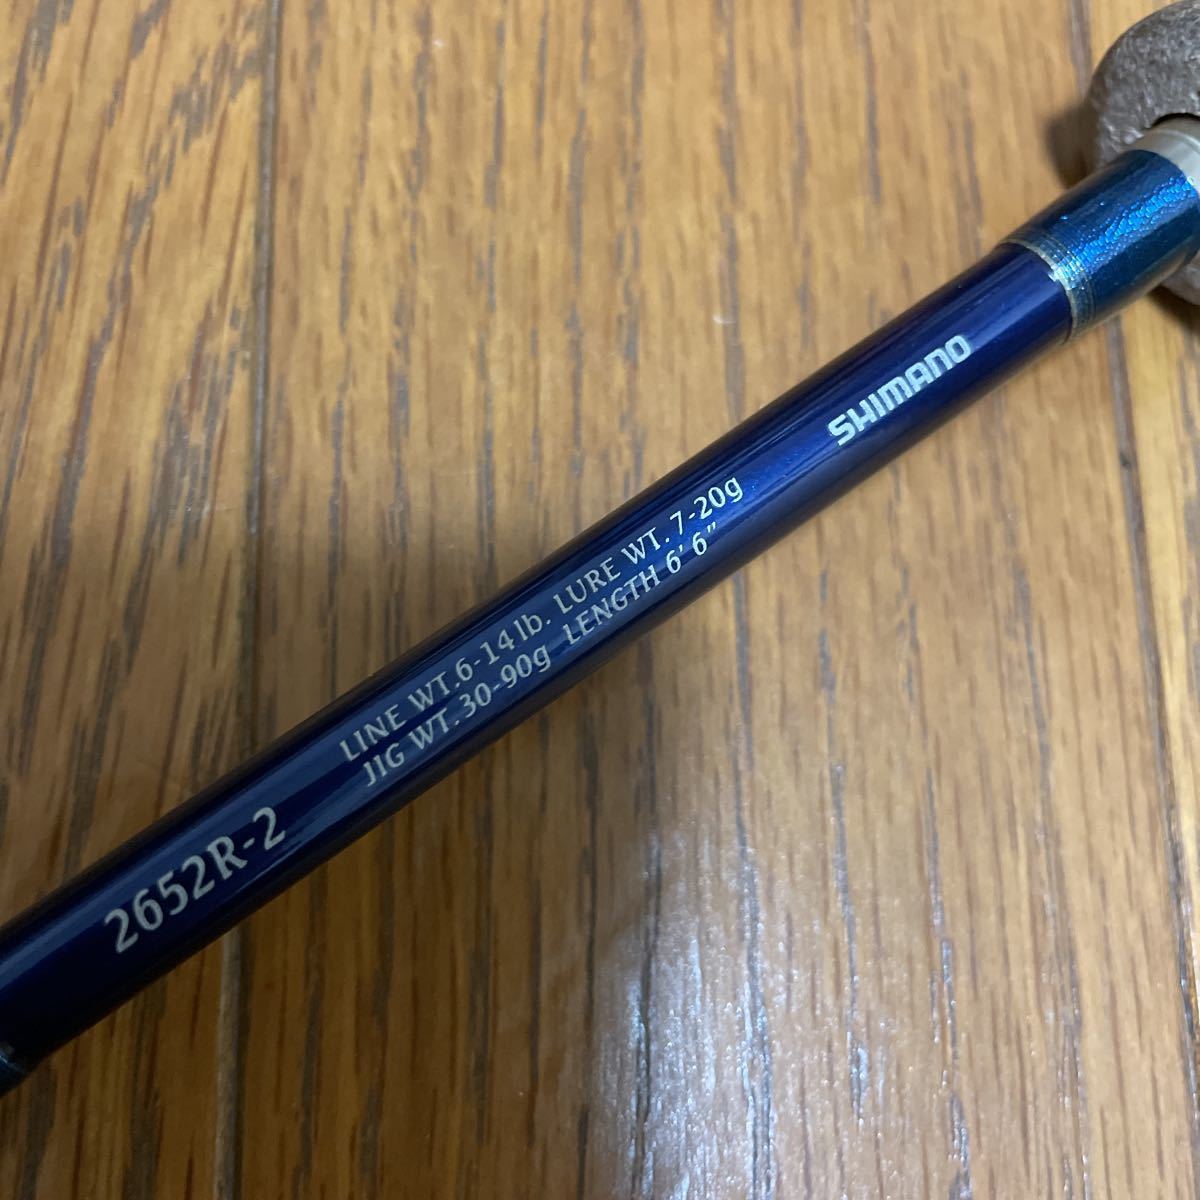 2652R-2
LINE WT.6-14lb. LURE WT. 7-20g
JIG WT.30-90g LENGTH 6' 6"
SHIMANO